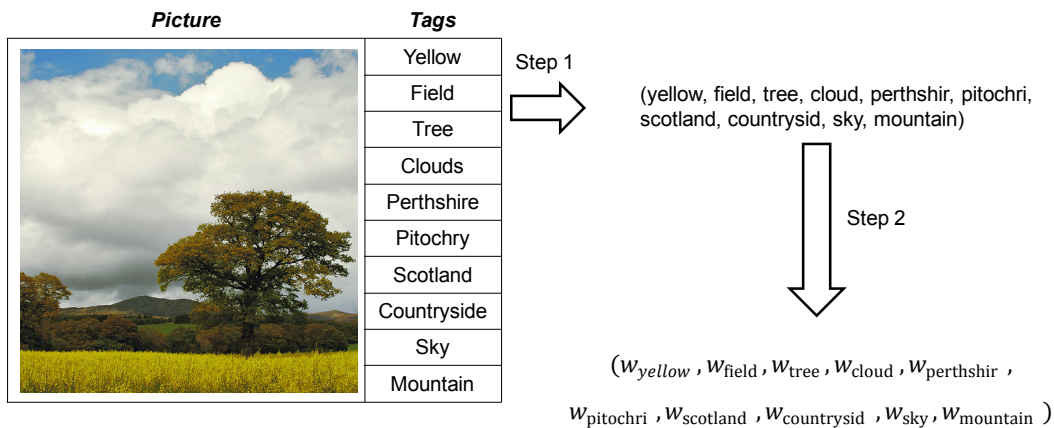 Picture
Tags
Yellow
Field
Tree
Clouds
Perthshire
Pitochry
Scotland
Countryside
Sky
Mountain
Step 1
(yellow, field, tree, cloud, perthshir, pitochri,
scotland, countrysid, sky, mountain)
Step 2
(w_yellow , w_field , w_tree , w_cloud , w_perthshir ,
w_pitochri , w_scotland , w_countrysid , w_sky , w_mountain )